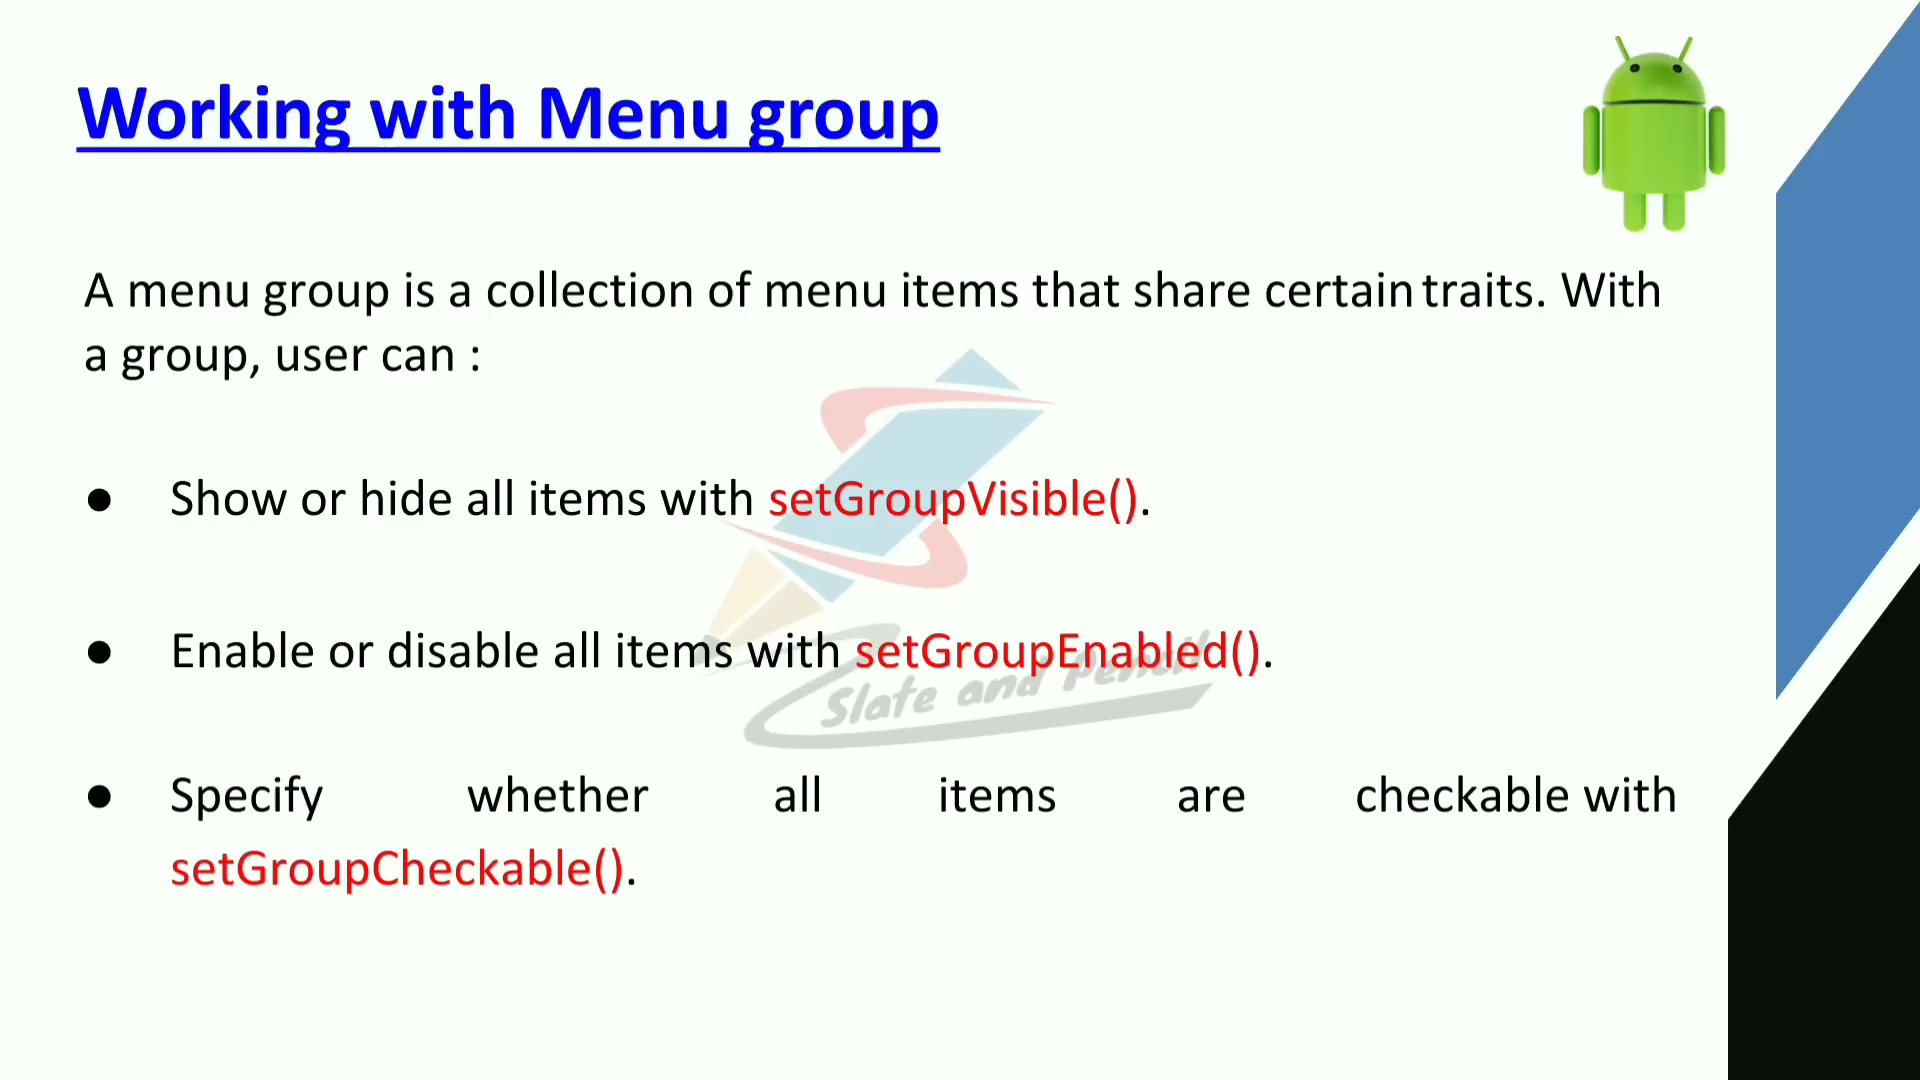 Working with Menu group
A menu group is a collection of menu items that share certain traits. With
a group, user can :
● Show or hide all items with setGroupVisible().
● Enable or disable all items with setGroupEnabled().
Slate and Pencil
● Specify whether all items are checkable with
setGroupCheckable().